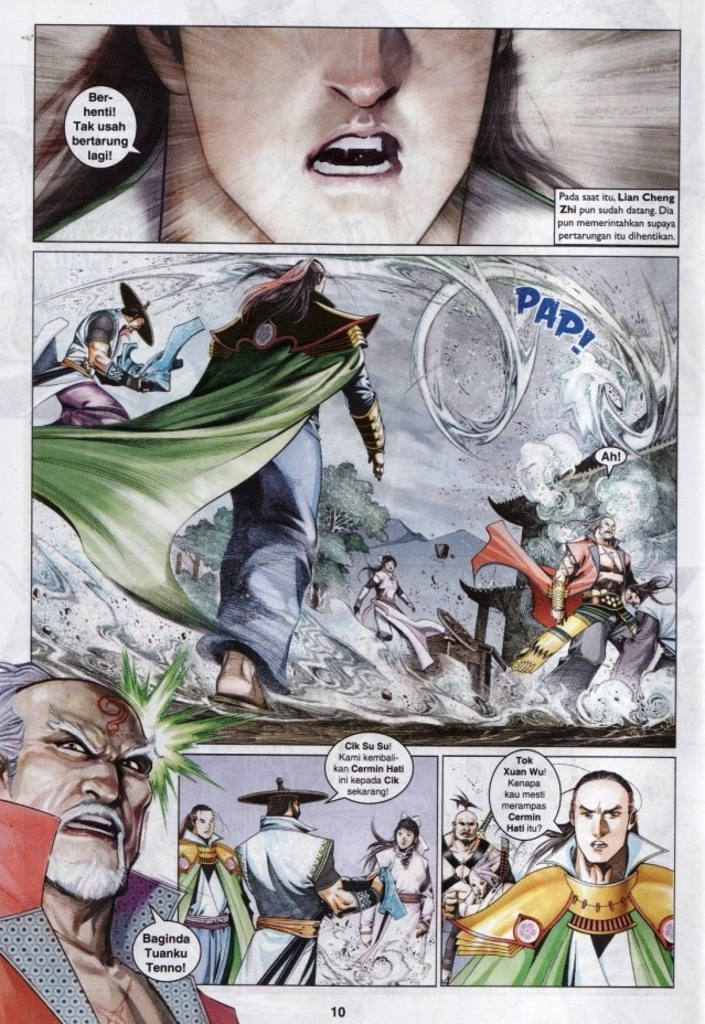 Ber-
henti!
Tak usah
bertarung
lagi!
Pada saat itu, Lian Cheng
Zhi pun sudah datang. Dia
pun memerintahkan supaya
pertarungan itu dihentikan.
PAP!
Ah!
Baginda
Tuanku
Tenno!
Cik Su Su!
Kami kembali-
kan Cermin Hati
ini kepada Cik
sekarang!
Tok
Xuan Wu!
Kenapa
kau mesti
merampas
Cermin
Hati itu?
10